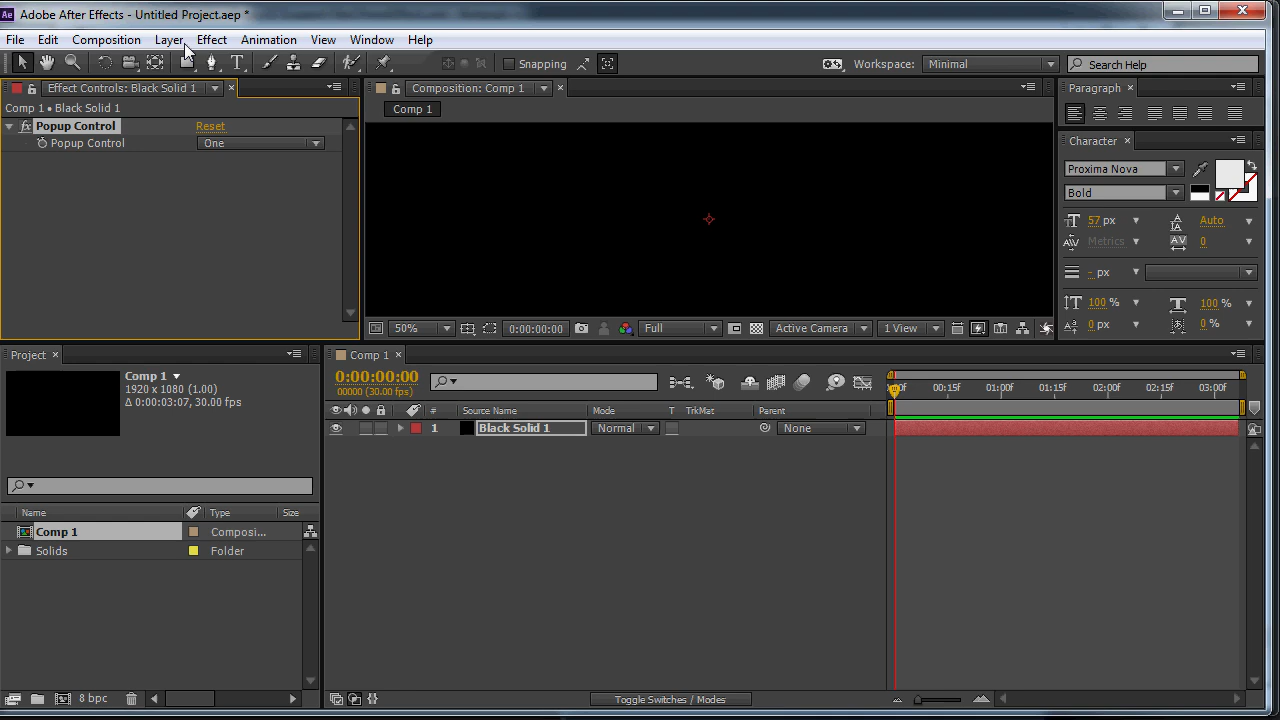 Ae Adobe After Effects - Untitled Project.aep *
File Edit Composition Layer Effect Animation View Window Help
T Snapping Workspace: Minimal Search Help
Effect Controls: Black Solid 1
Comp 1 • Black Solid 1
fx Popup Control Reset
Popup Control One
Composition: Comp 1
Comp 1
50% 0:00:00:00 Full Active Camera 1 View
Paragraph
Character
Proxima Nova
Bold
57 px Auto
Metrics 0
- px
100 % 100 %
0 px 0 %
Project
Comp 1
1920 x 1080 (1.00)
Δ 0:00:03:07, 30.00 fps
Name Type Size
Comp 1 Composi...
Solids Folder
8 bpc
Comp 1
0:00:00:00
00000 (30.00 fps)
# Source Name Mode T TrkMat Parent
1 Black Solid 1 Normal None
00:15f 01:00f 01:15f 02:00f 02:15f 03:00f
Toggle Switches / Modes